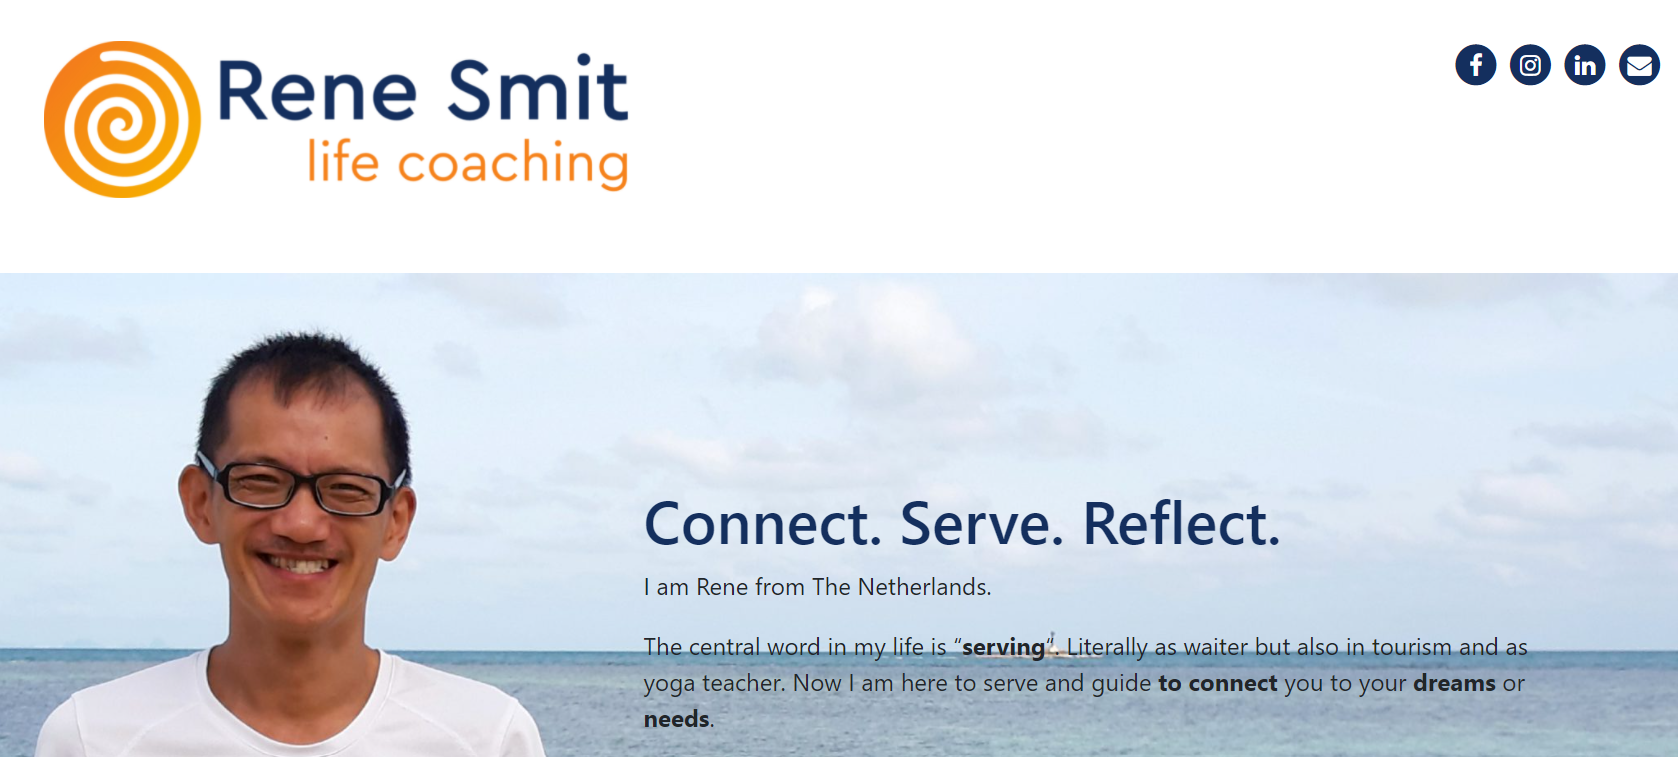 Rene Smit
life coaching
Connect. Serve. Reflect.
I am Rene from The Netherlands.
The central word in my life is “serving“. Literally as waiter but also in tourism and as
yoga teacher. Now I am here to serve and guide to connect you to your dreams or
needs.